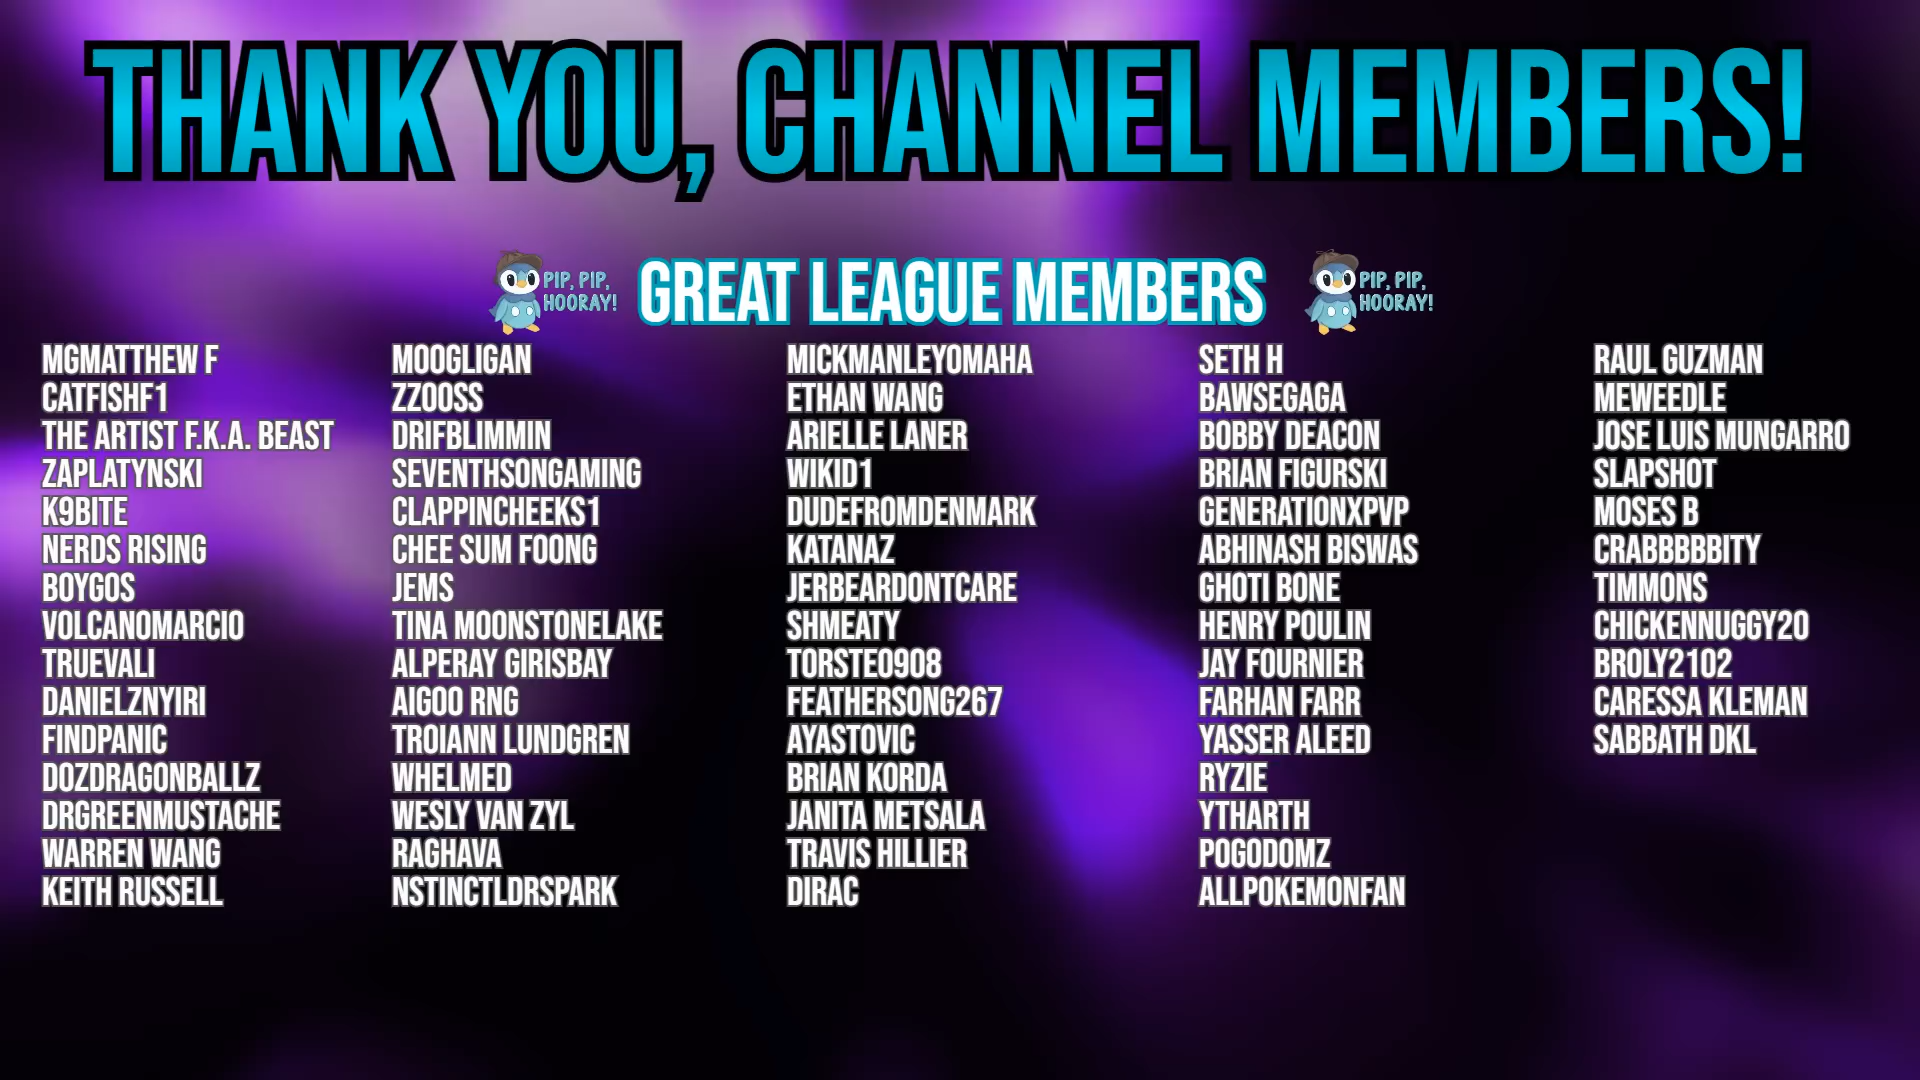 THANK YOU, CHANNEL MEMBERS!
PIP, PIP,
HOORAY!
GREAT LEAGUE MEMBERS
PIP, PIP,
HOORAY!
MGMATTHEW F
CATFISHF1
THE ARTIST F.K.A. BEAST
ZAPLATYNSKI
K9BITE
NERDS RISING
BOYGOS
VOLCANOMARCIO
TRUEVALI
DANIELZNYIRI
FINDPANIC
DOZDRAGONBALLZ
DRGREENMUSTACHE
WARREN WANG
KEITH RUSSELL
MOOGLIGAN
ZZOOSS
DRIFBLIMMIN
SEVENTHSONGAMING
CLAPPINCHEEKS1
CHEE SUM FOONG
JEMS
TINA MOONSTONELAKE
ALPERAY GIRISBAY
AIGOO RNG
TROIANN LUNDGREN
WHELMED
WESLY VAN ZYL
RAGHAVA
NSTINCTLDRSPARK
MICKMANLEYOMAHA
ETHAN WANG
ARIELLE LANER
WIKID1
DUDEFROMDENMARK
KATANAZ
JERBEARDONTCARE
SHMEATY
TORSTE0908
FEATHERSONG267
AYASTOVIC
BRIAN KORDA
JANITA METSALA
TRAVIS HILLIER
DIRAC
SETH H
BAWSEGAGA
BOBBY DEACON
BRIAN FIGURSKI
GENERATIONXPVP
ABHINASH BISWAS
GHOTI BONE
HENRY POULIN
JAY FOURNIER
FARHAN FARR
YASSER ALEED
RYZIE
YTHARTH
POGODOMZ
ALLPOKEMONFAN
RAUL GUZMAN
MEWEEDLE
JOSE LUIS MUNGARRO
SLAPSHOT
MOSES B
CRABBBBBITY
TIMMONS
CHICKENNUGGY20
BROLY2102
CARESSA KLEMAN
SABBATH DKL